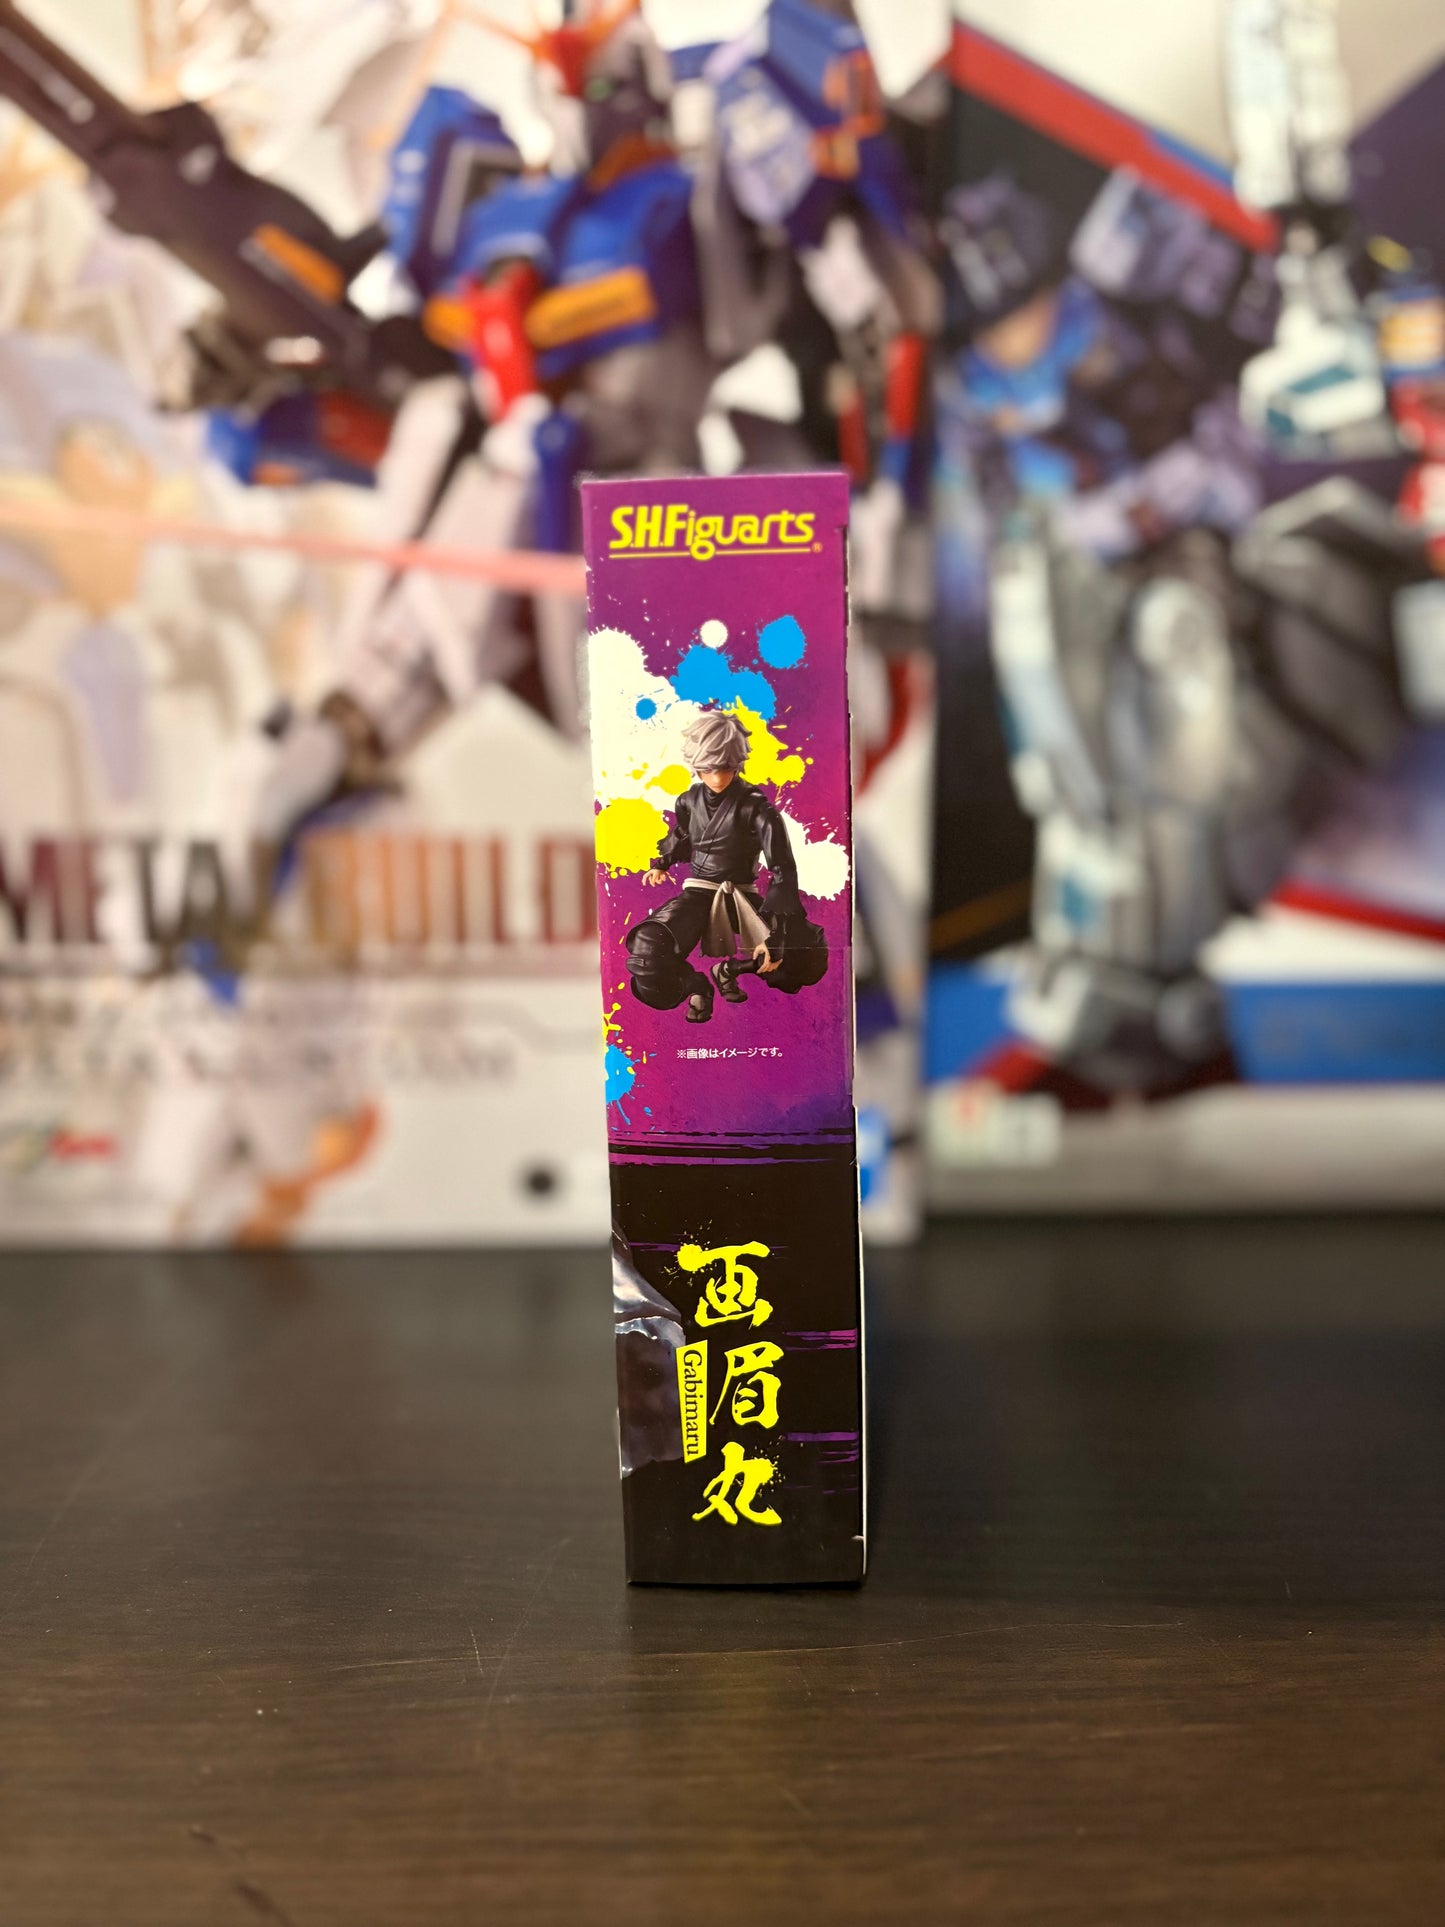 S.H.Figuarts®
※画像はイメージです。
画眉丸
Gabimaru
METAL BUILD